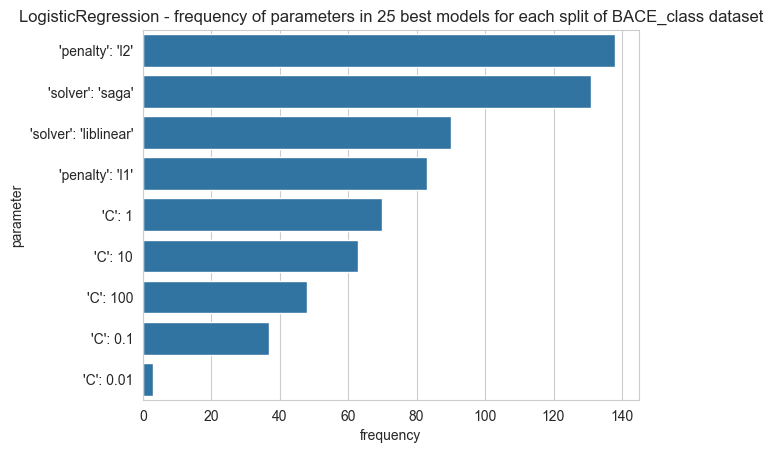 LogisticRegression - frequency of parameters in 25 best models for each split of BACE_class dataset
'penalty': 'l2'
'solver': 'saga'
'solver': 'liblinear'
'penalty': 'l1'
'C': 1
'C': 10
'C': 100
'C': 0.1
'C': 0.01
parameter
0 20 40 60 80 100 120 140
frequency